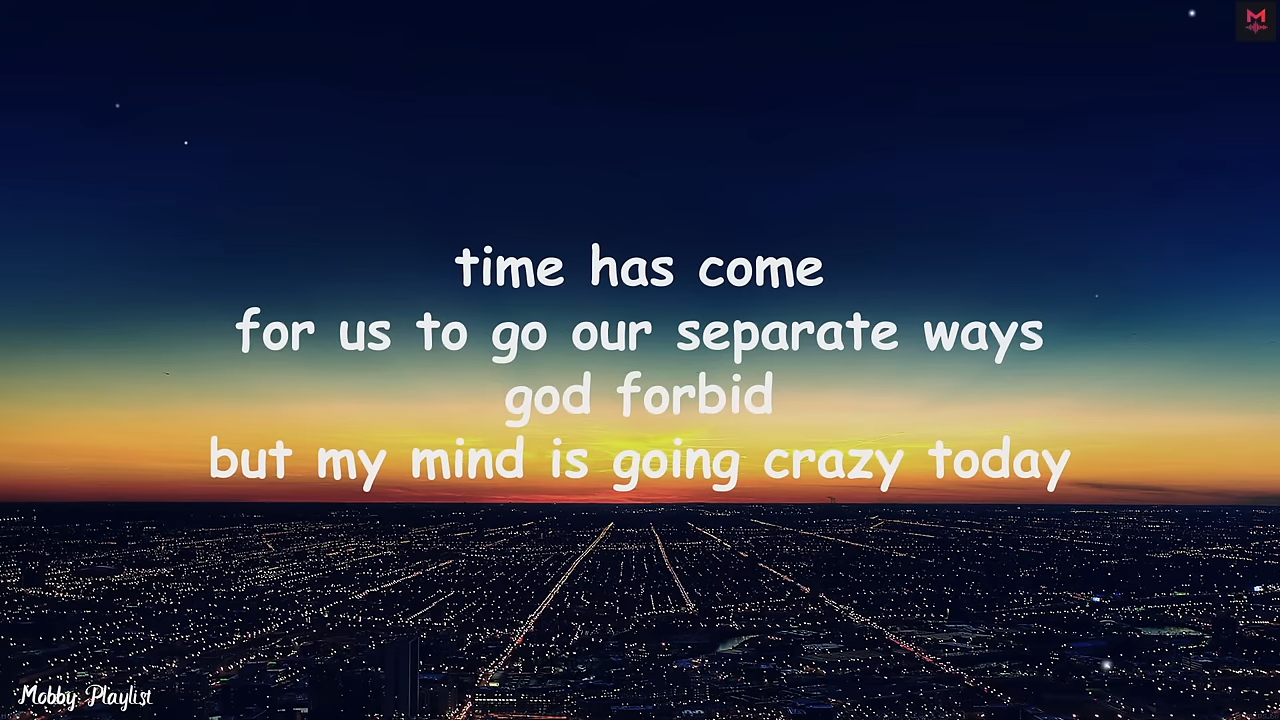 M
time has come
for us to go our separate ways
god forbid
but my mind is going crazy today
Mobby Playlist